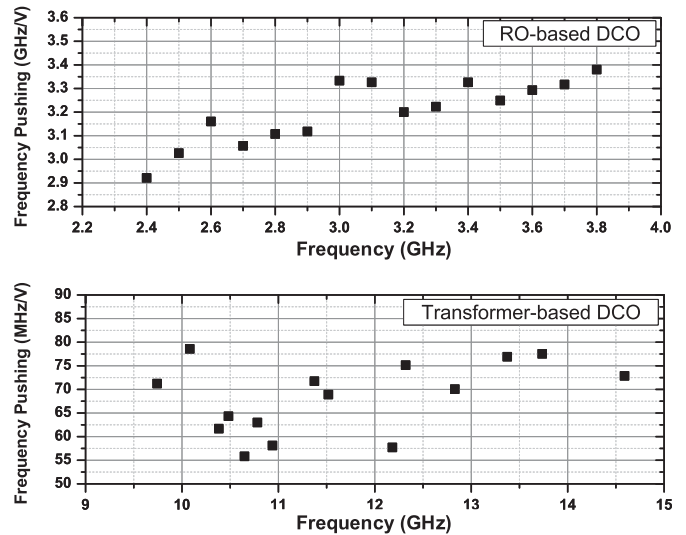 RO-based DCO
Frequency Pushing (GHz/V)
3.6
3.5
3.4
3.3
3.2
3.1
3.0
2.9
2.8
2.2 2.4 2.6 2.8 3.0 3.2 3.4 3.6 3.8 4.0
Frequency (GHz)
Transformer-based DCO
Frequency Pushing (MHz/V)
90
85
80
75
70
65
60
55
50
9 10 11 12 13 14 15
Frequency (GHz)